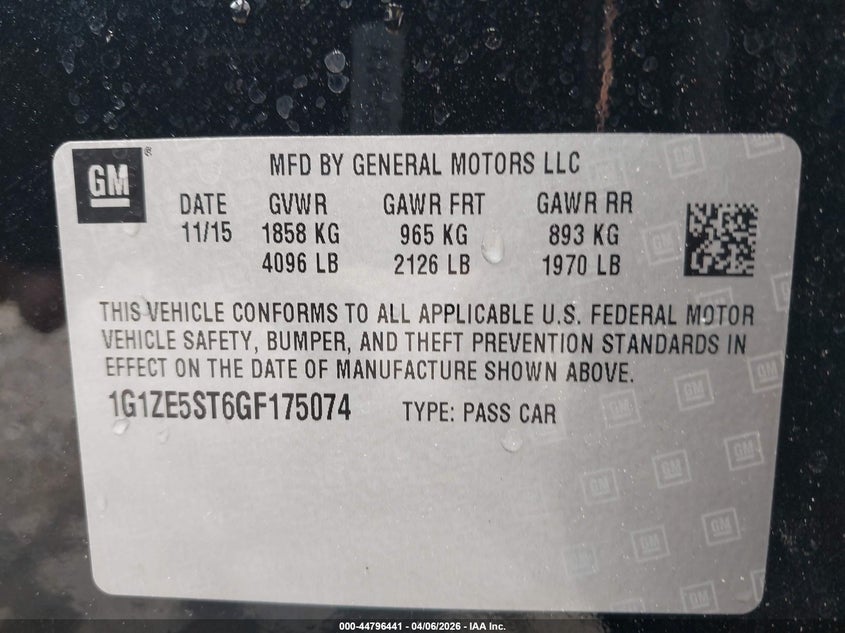 GM
MFD BY GENERAL MOTORS LLC
DATE GVWR GAWR FRT GAWR RR
11/15 1858 KG 965 KG 893 KG
4096 LB 2126 LB 1970 LB
THIS VEHICLE CONFORMS TO ALL APPLICABLE U.S. FEDERAL MOTOR
VEHICLE SAFETY, BUMPER, AND THEFT PREVENTION STANDARDS IN
EFFECT ON THE DATE OF MANUFACTURE SHOWN ABOVE.
1G1ZE5ST6GF175074 TYPE: PASS CAR
000-44796441 - 04/06/2026 - IAA Inc.